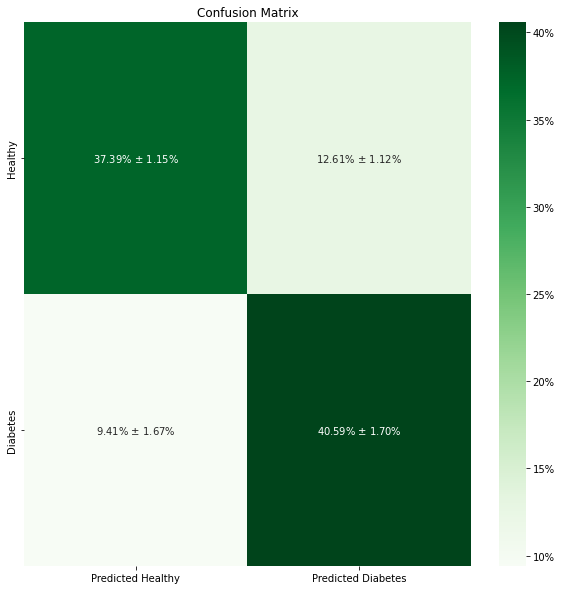 Confusion Matrix
Healthy
37.39% ± 1.15%
12.61% ± 1.12%
Diabetes
9.41% ± 1.67%
40.59% ± 1.70%
Predicted Healthy
Predicted Diabetes
40%
35%
30%
25%
20%
15%
10%